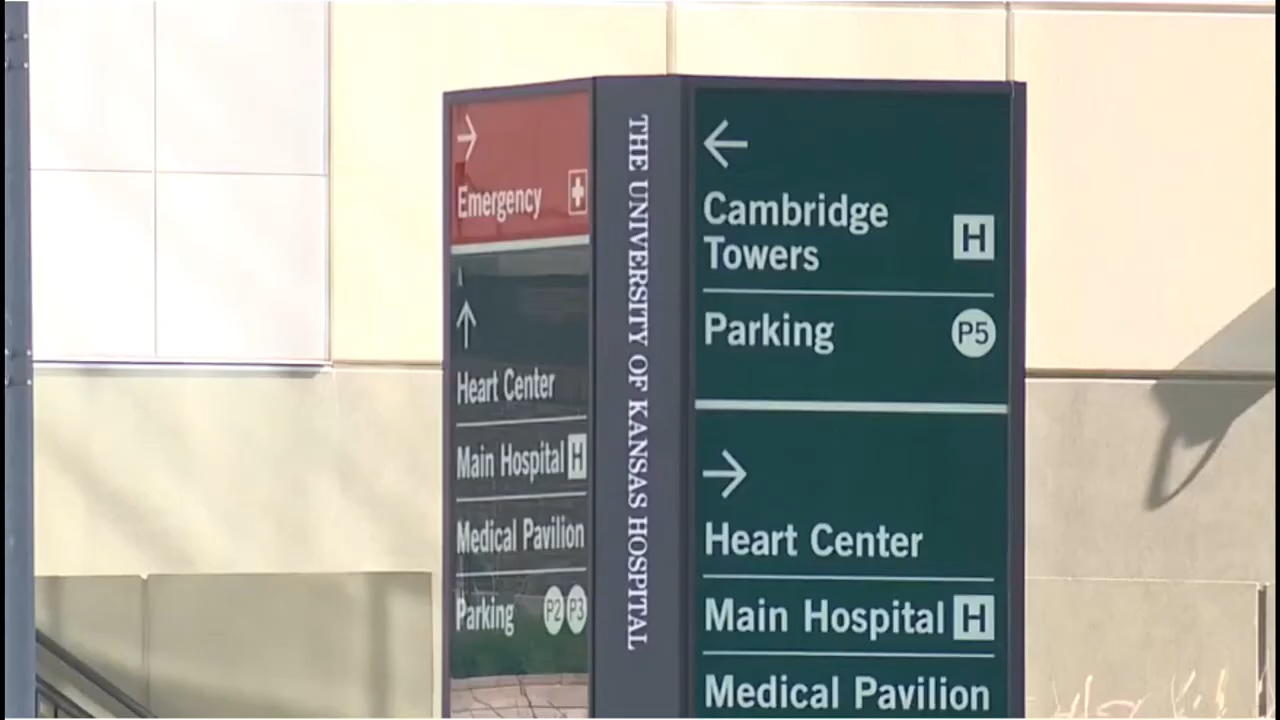 →
Emergency
↑
Heart Center
Main Hospital H
Medical Pavilion
Parking P2 P3
THE UNIVERSITY OF KANSAS HOSPITAL
←
Cambridge
Towers H
Parking P5
→
Heart Center
Main Hospital H
Medical Pavilion